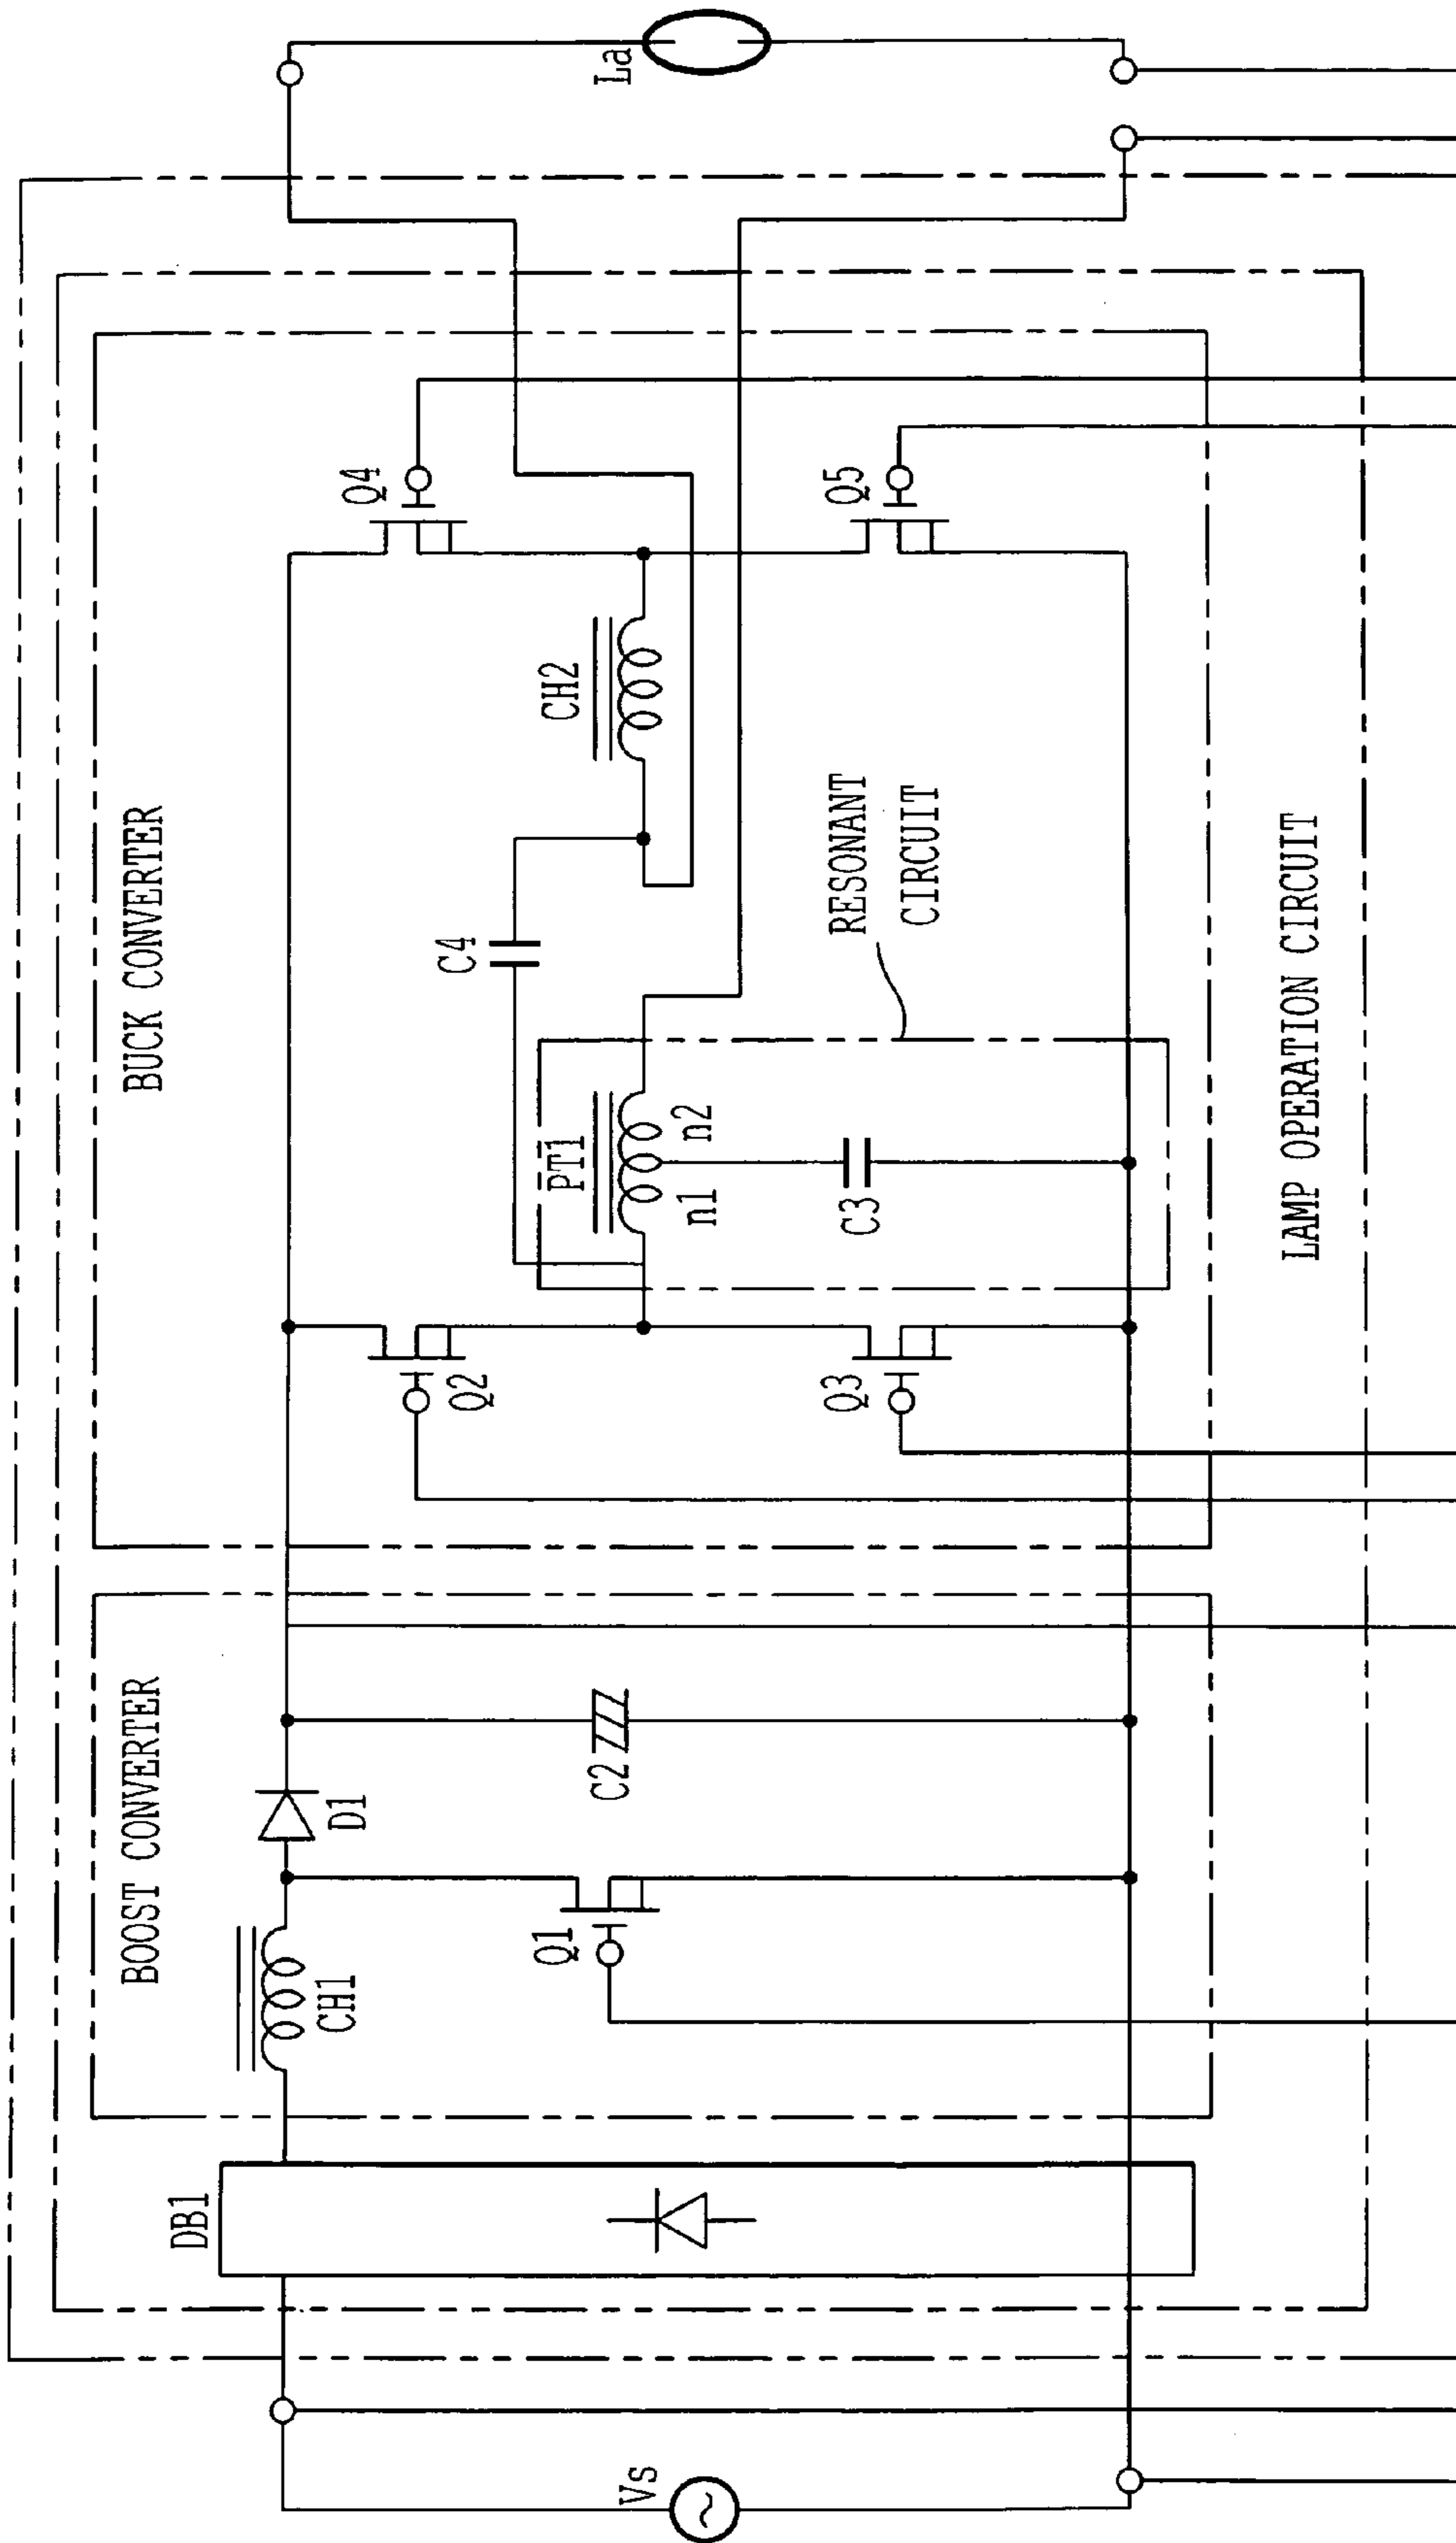 Vs
DB1
BOOST CONVERTER
CH1
Q1
D1
C2
BUCK CONVERTER
Q2
Q3
PT1
n1
n2
C3
C4
RESONANT
CIRCUIT
CH2
Q4
Q5
La
LAMP OPERATION CIRCUIT